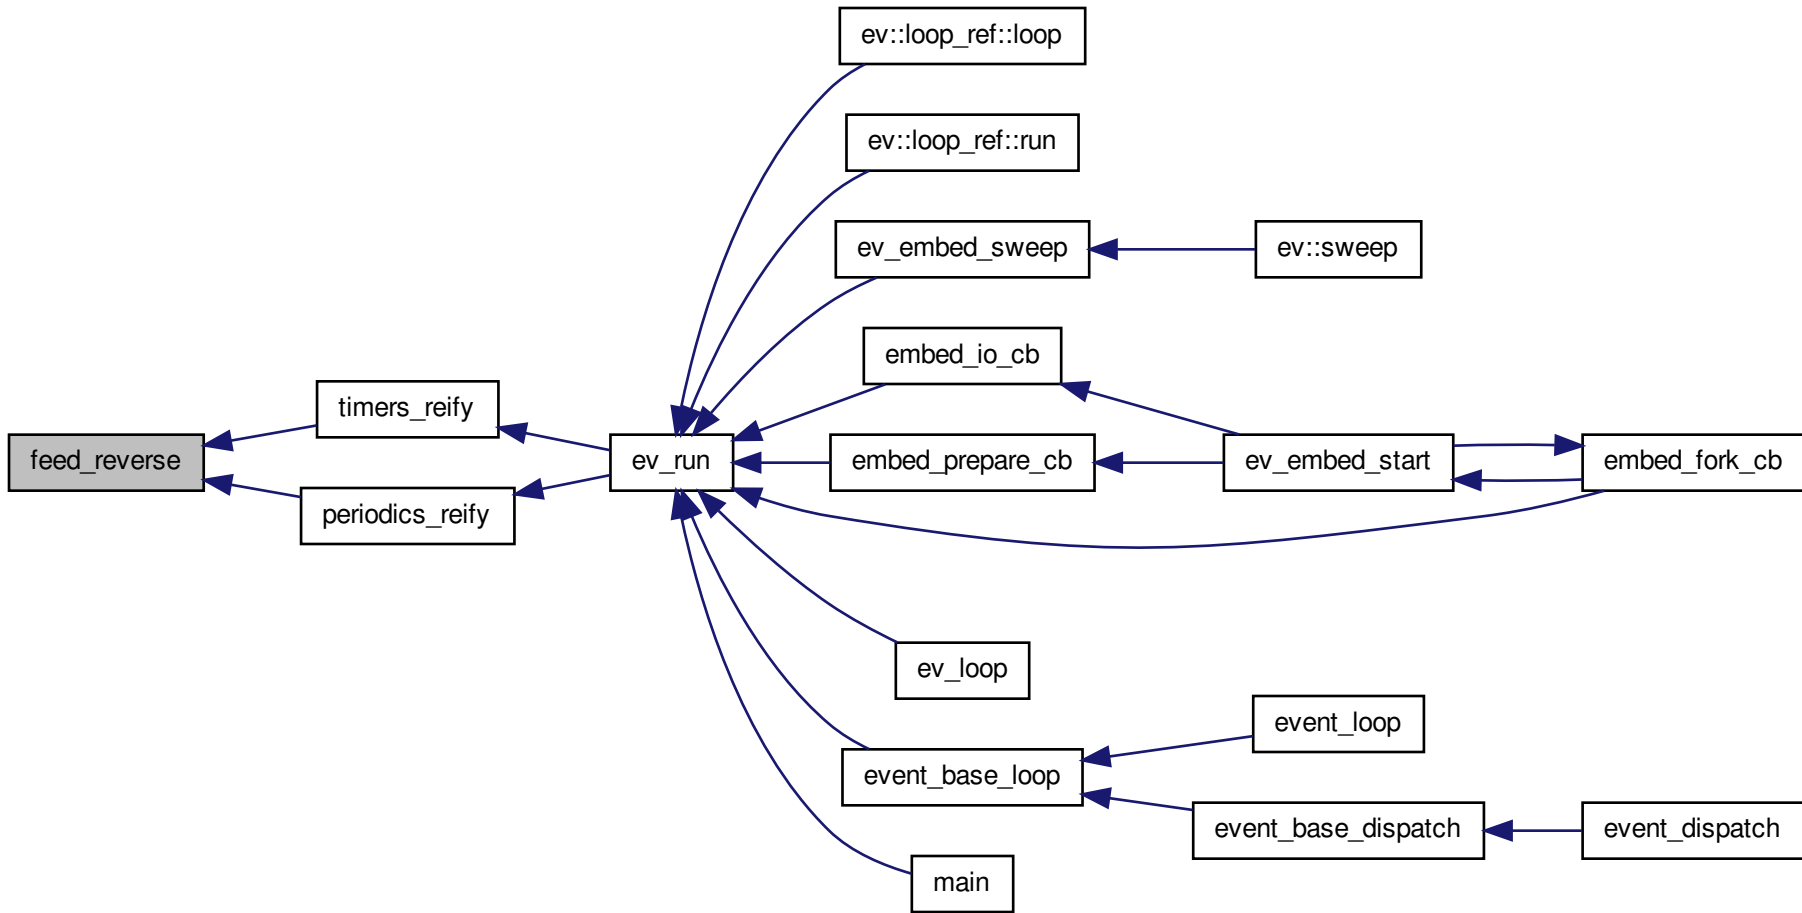 ev::loop_ref::loop
ev::loop_ref::run
ev_embed_sweep
ev::sweep
embed_io_cb
timers_reify
feed_reverse
ev_run
embed_prepare_cb
ev_embed_start
embed_fork_cb
periodics_reify
ev_loop
event_loop
event_base_loop
event_base_dispatch
event_dispatch
main